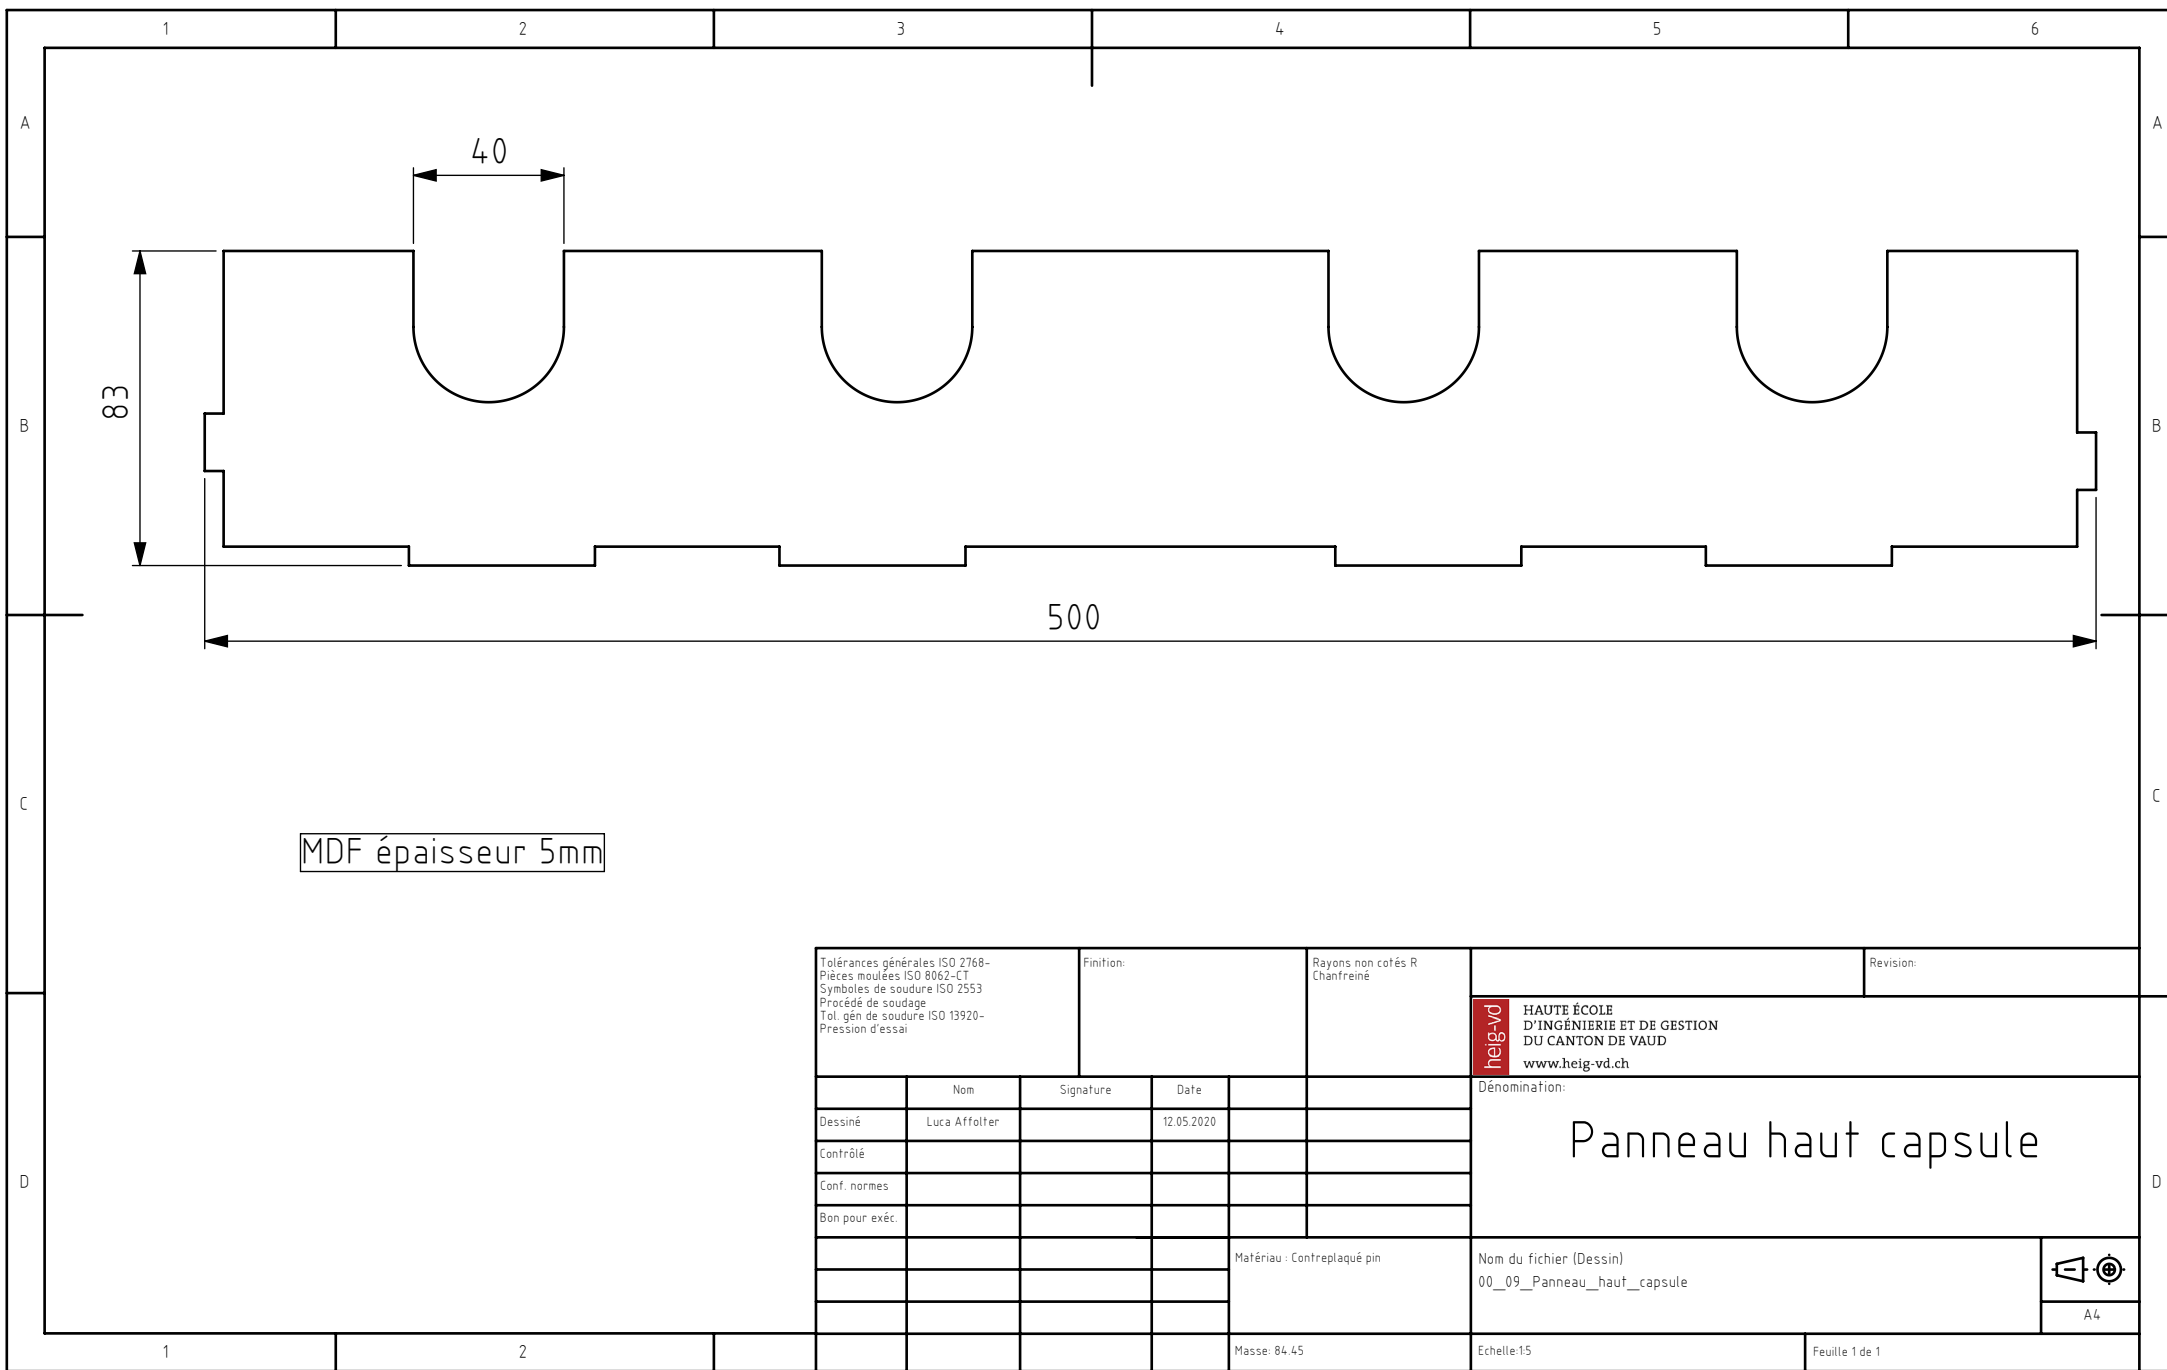 1 2 3 4 5 6
A A
40
83
B B
500
C C
MDF épaisseur 5mm
Tolérances générales ISO 2768-
Pièces moulées ISO 8062-CT
Symboles de soudure ISO 2553
Procédé de soudage
Tol. gén de soudure ISO 13920-
Pression d'essai
Finition:
Rayons non cotés R
Chanfreiné
Revision:
heig-vd
HAUTE ÉCOLE
D'INGÉNIERIE ET DE GESTION
DU CANTON DE VAUD
www.heig-vd.ch
Nom Signature Date
Dessiné Luca Affolter 12.05.2020
Contrôlé
Conf. normes
Bon pour exéc.
Dénomination:
Panneau haut capsule
D D
Matériau : Contreplaqué pin
Nom du fichier (Dessin)
00_09_Panneau_haut_capsule
A4
1 2
Masse: 84.45
Echelle:1:5
Feuille 1 de 1